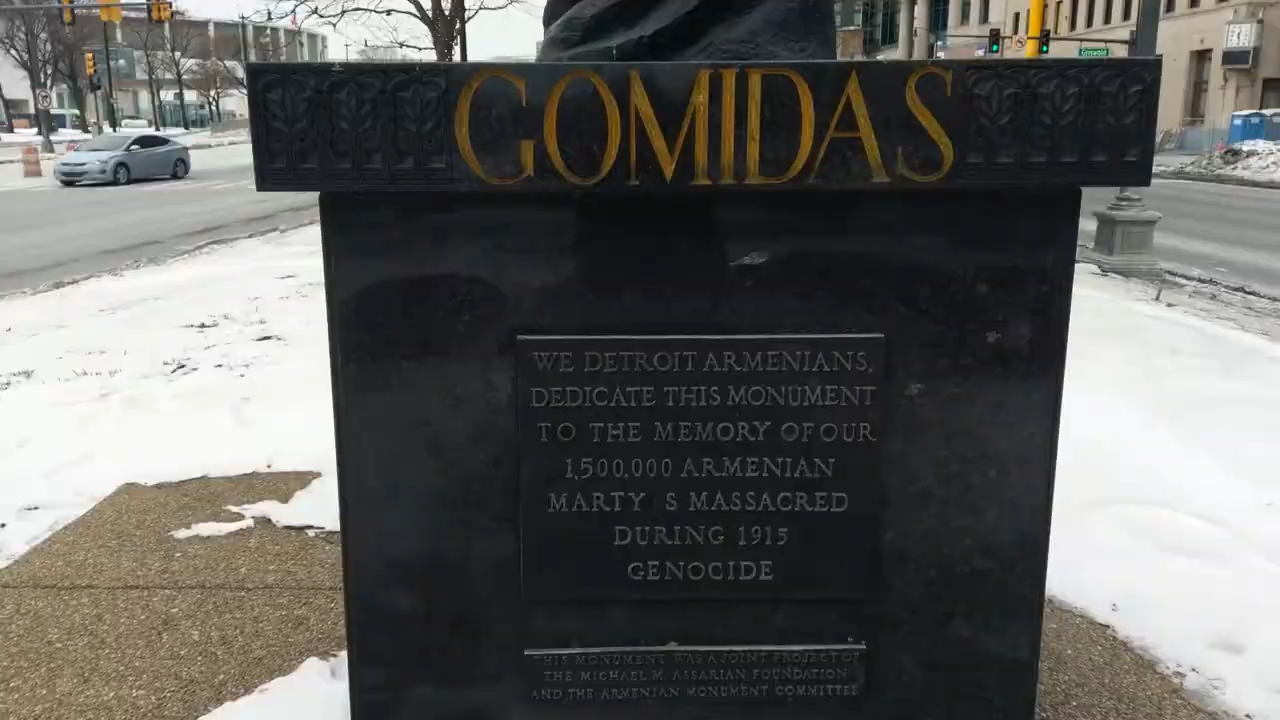 GOMIDAS
Griswold
WE DETROIT ARMENIANS,
DEDICATE THIS MONUMENT
TO THE MEMORY OF OUR
1,500,000 ARMENIAN
MARTY S MASSACRED
DURING 1915
GENOCIDE
THIS MONUMENT WAS A JOINT PROJECT OF
THE MICHAEL M. ASSARIAN FOUNDATION
AND THE ARMENIAN MONUMENT COMMITTEE